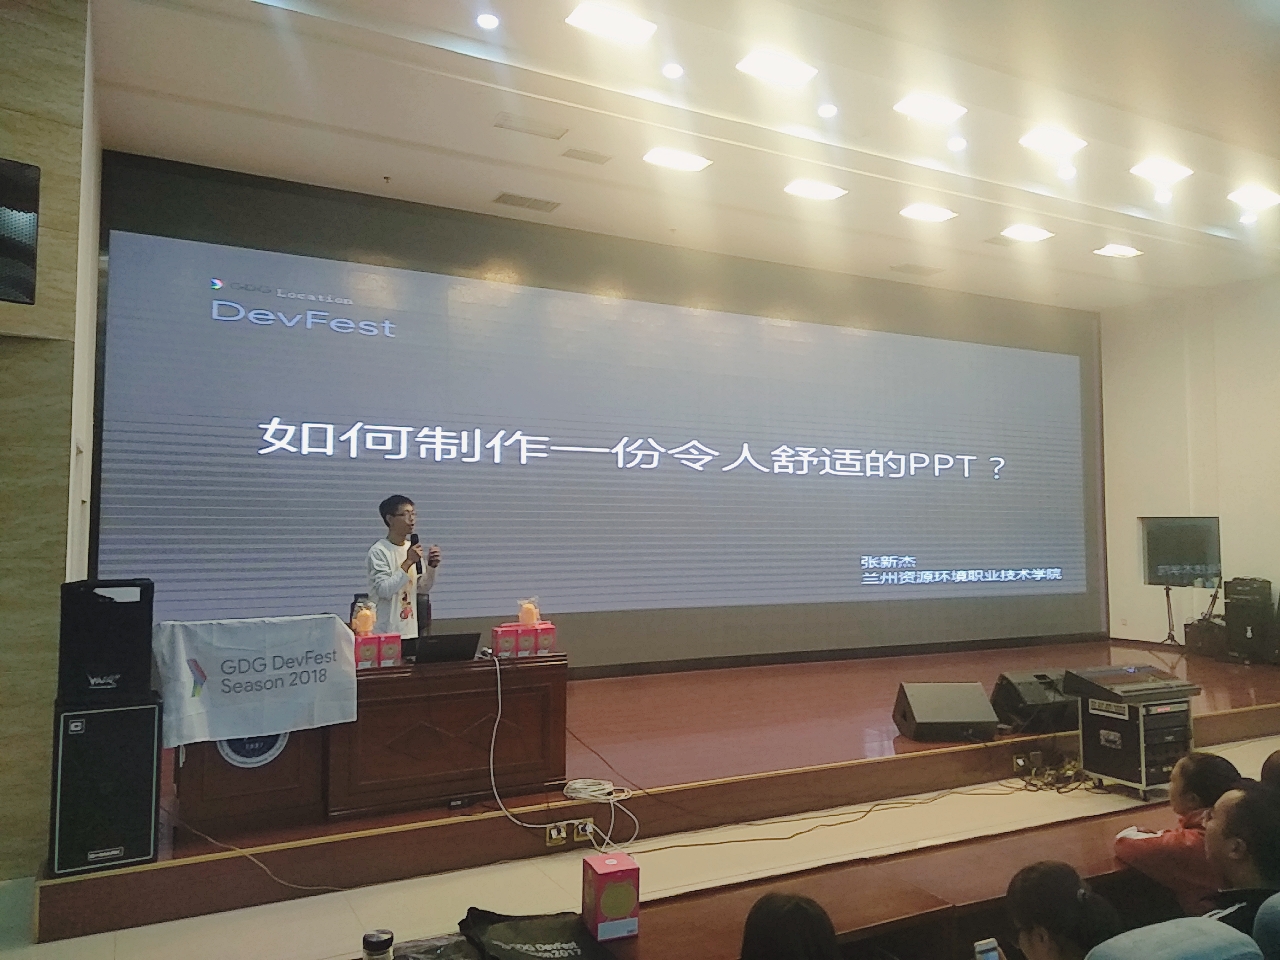 GDG Location
DevFest
如何制作一份令人舒适的PPT？
张新杰
兰州资源环境职业技术学院
GDG DevFest
Season 2018
GDG DevFest
Season2017